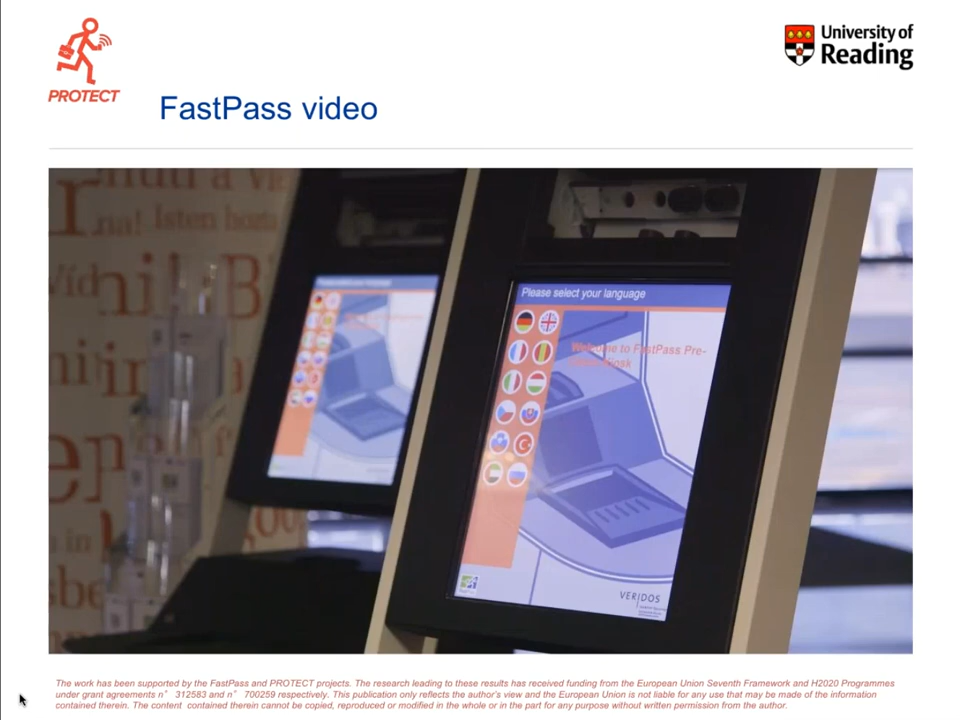 PROTECT
University of
Reading
FastPass video
Isten hoza
Please select your language
Welcome to FastPass Pre-
Kiosk
VERIDOS
The work has been supported by the FastPass and PROTECT projects. The research leading to these results has received funding from the European Union Seventh Framework and H2020 Programmes
under grant agreements n° 312583 and n° 700259 respectively. This publication only reflects the author's view and the European Union is not liable for any use that may be made of the information
contained therein. The content contained therein cannot be copied, reproduced or modified in the whole or in the part for any purpose without written permission from the author.